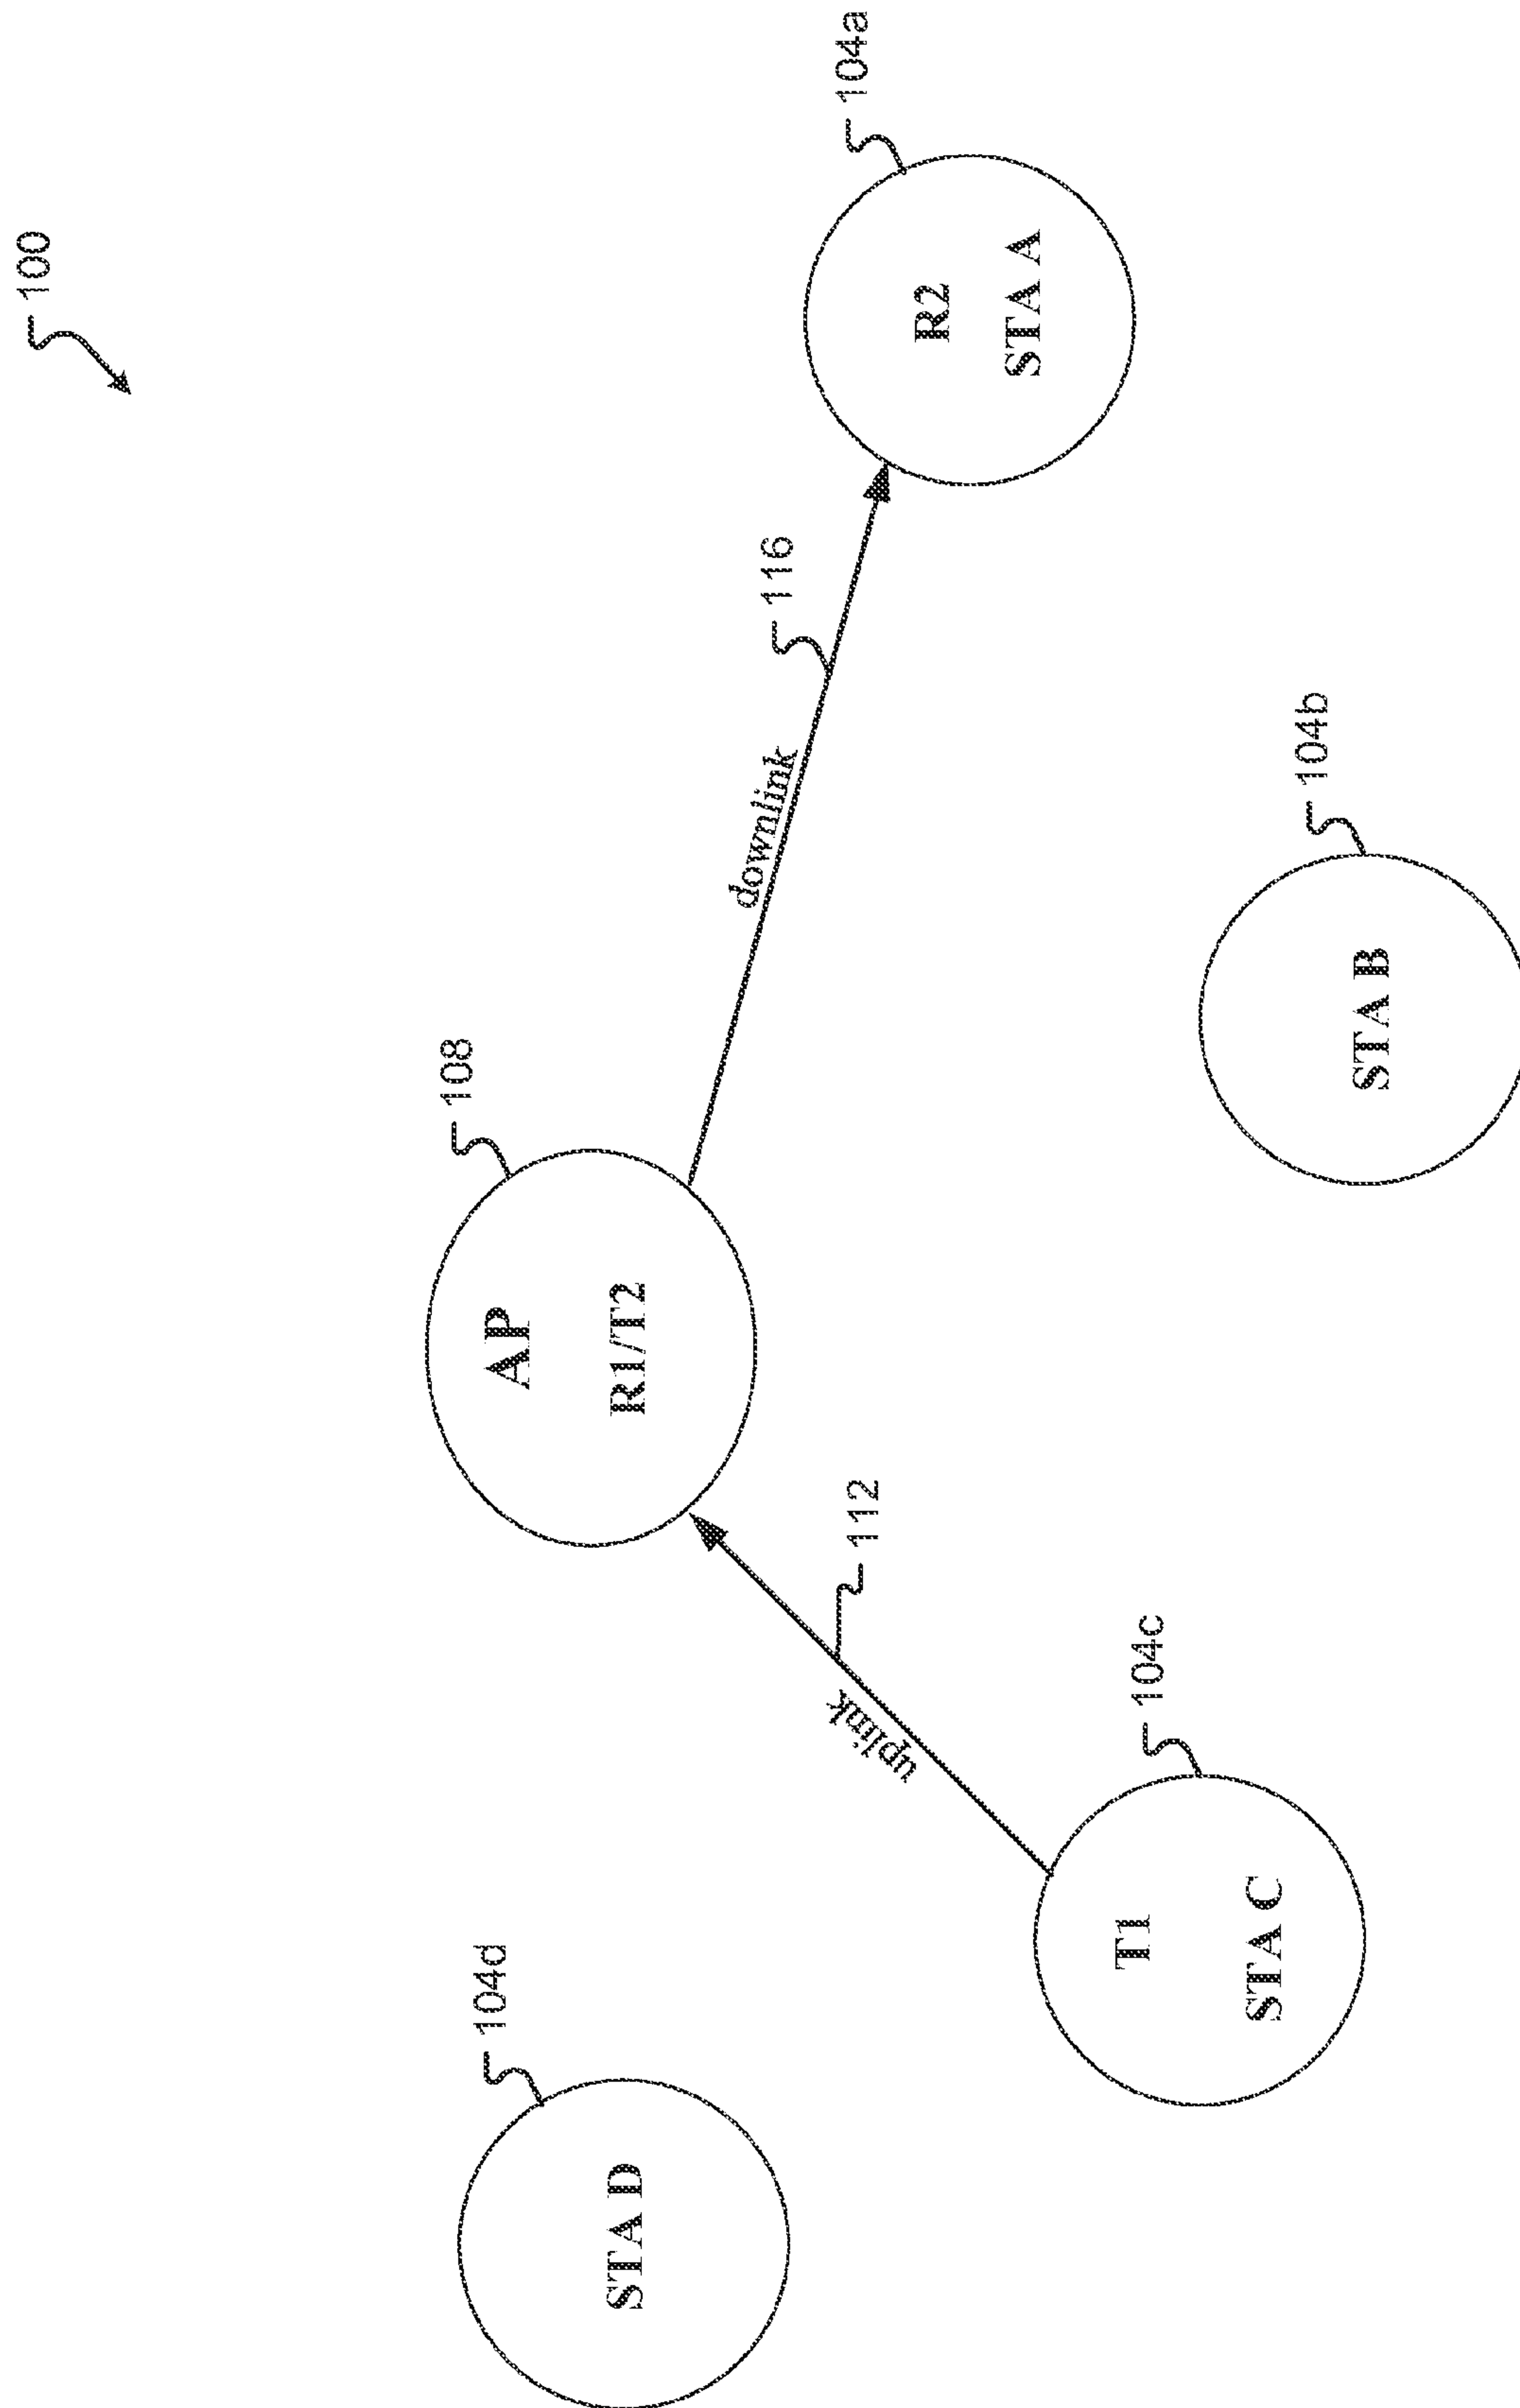 100
108
AP
R1/T2
104d
STA D
downlink
116
104a
R2
STA A
uplink
112
104c
T1
STA C
104b
STA B